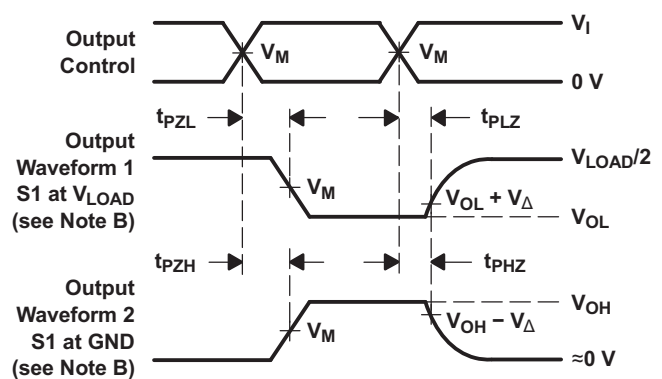 Output
Control
V_I
V_M
V_M
0 V
t_PZL
t_PLZ
Output
Waveform 1
S1 at V_LOAD
(see Note B)
V_LOAD/2
V_M
V_OL + V_Δ
V_OL
t_PZH
t_PHZ
Output
Waveform 2
S1 at GND
(see Note B)
V_OH
V_M
V_OH − V_Δ
≈0 V